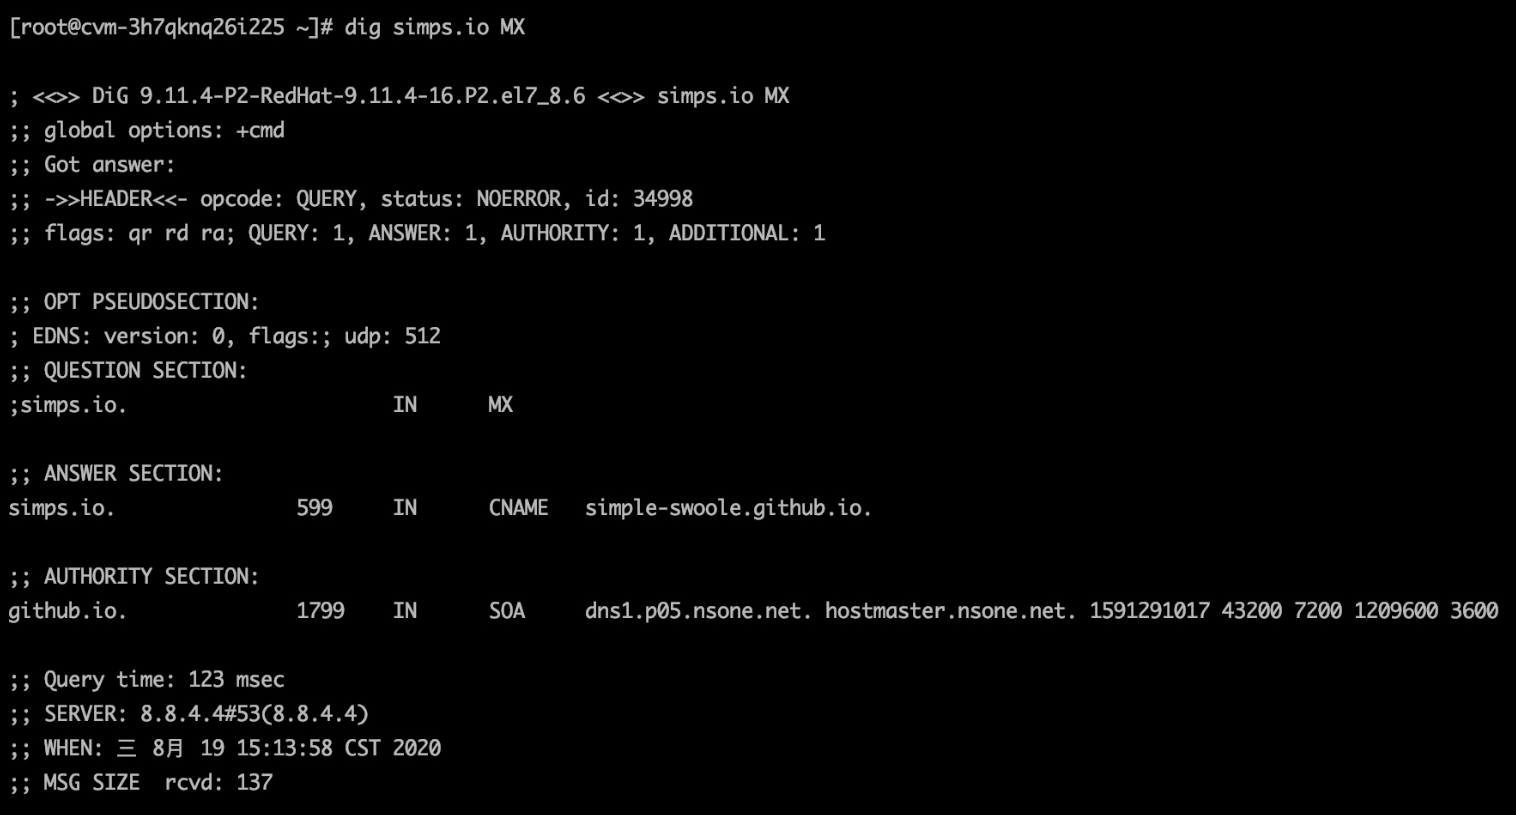 [root@cvm-3h7qknq26i225 ~]# dig simps.io MX
; <<>> DiG 9.11.4-P2-RedHat-9.11.4-16.P2.el7_8.6 <<>> simps.io MX
;; global options: +cmd
;; Got answer:
;; ->>HEADER<<- opcode: QUERY, status: NOERROR, id: 34998
;; flags: qr rd ra; QUERY: 1, ANSWER: 1, AUTHORITY: 1, ADDITIONAL: 1
;; OPT PSEUDOSECTION:
; EDNS: version: 0, flags:; udp: 512
;; QUESTION SECTION:
;simps.io. IN MX
;; ANSWER SECTION:
simps.io. 599 IN CNAME simple-swoole.github.io.
;; AUTHORITY SECTION:
github.io. 1799 IN SOA dns1.p05.nsone.net. hostmaster.nsone.net. 1591291017 43200 7200 1209600 3600
;; Query time: 123 msec
;; SERVER: 8.8.4.4#53(8.8.4.4)
;; WHEN: 三 8月 19 15:13:58 CST 2020
;; MSG SIZE  rcvd: 137